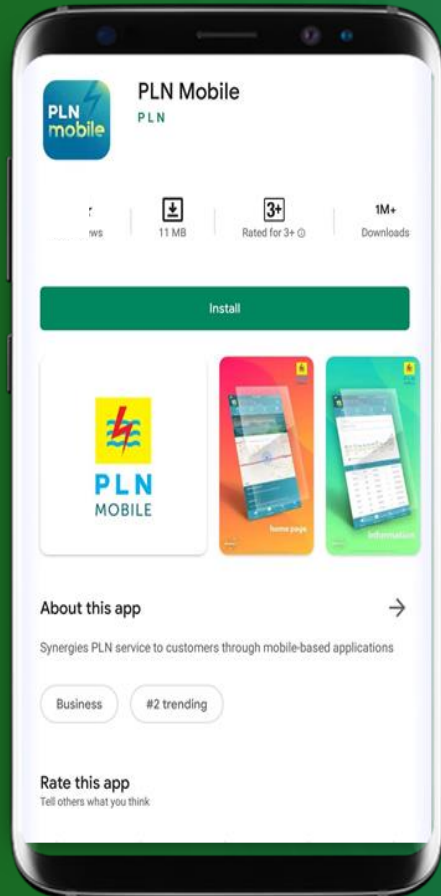 PLN
mobile
PLN Mobile
PLN
11 MB
Rated for 3+
3+
1M+
Downloads
Install
PLN
MOBILE
home page
information
About this app
Synergies PLN service to customers through mobile-based applications
Business
#2 trending
Rate this app
Tell others what you think